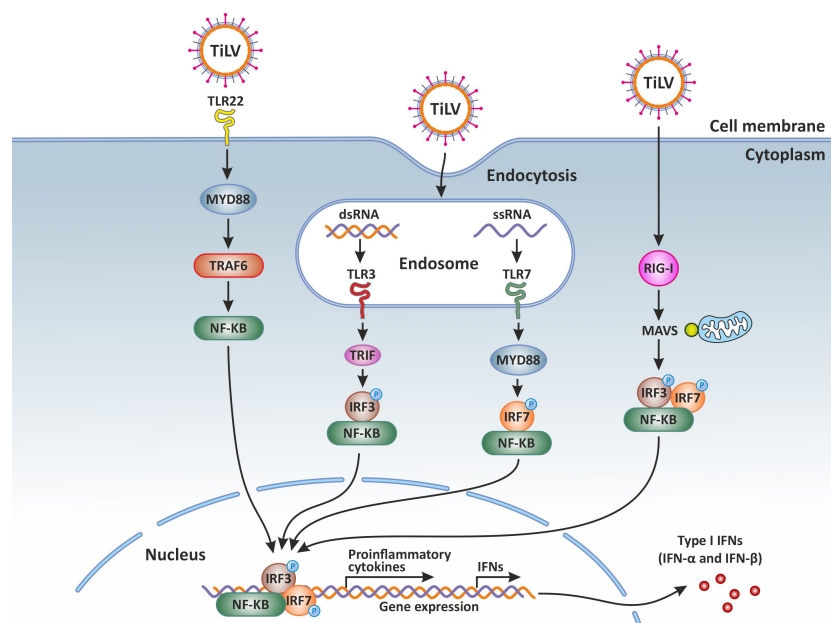 TiLV
TiLV
TiLV
TLR22
Cell membrane
Cytoplasm
Endocytosis
MYD88
TRAF6
NF-KB
dsRNA
ssRNA
Endosome
TLR3
TLR7
TRIF
P
IRF3
NF-KB
MYD88
P
IRF7
NF-KB
RIG-I
MAVS
P
P
IRF3
IRF7
NF-KB
Nucleus
P
IRF3
NF-KB
IRF7
P
Proinflammatory
cytokines
IFNs
Gene expression
Type I IFNs
(IFN-α and IFN-β)